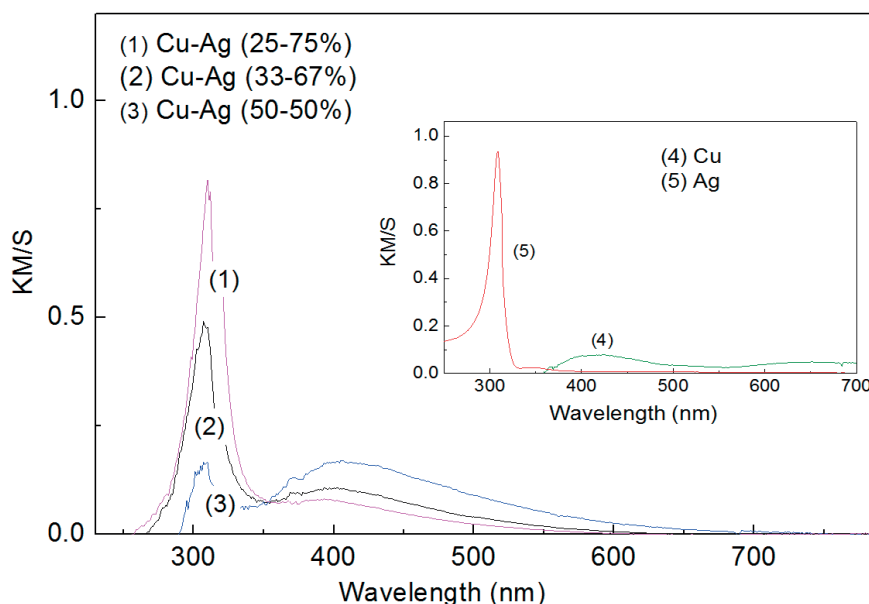 (1) Cu-Ag (25-75%)
(2) Cu-Ag (33-67%)
(3) Cu-Ag (50-50%)
1.0
0.5
0.0
KM/S
(1)
(2)
(3)
300
400
500
600
700
Wavelength (nm)
1.0
0.8
0.6
0.4
0.2
0.0
KM/S
(4) Cu
(5) Ag
(5)
(4)
300
400
500
600
700
Wavelength (nm)